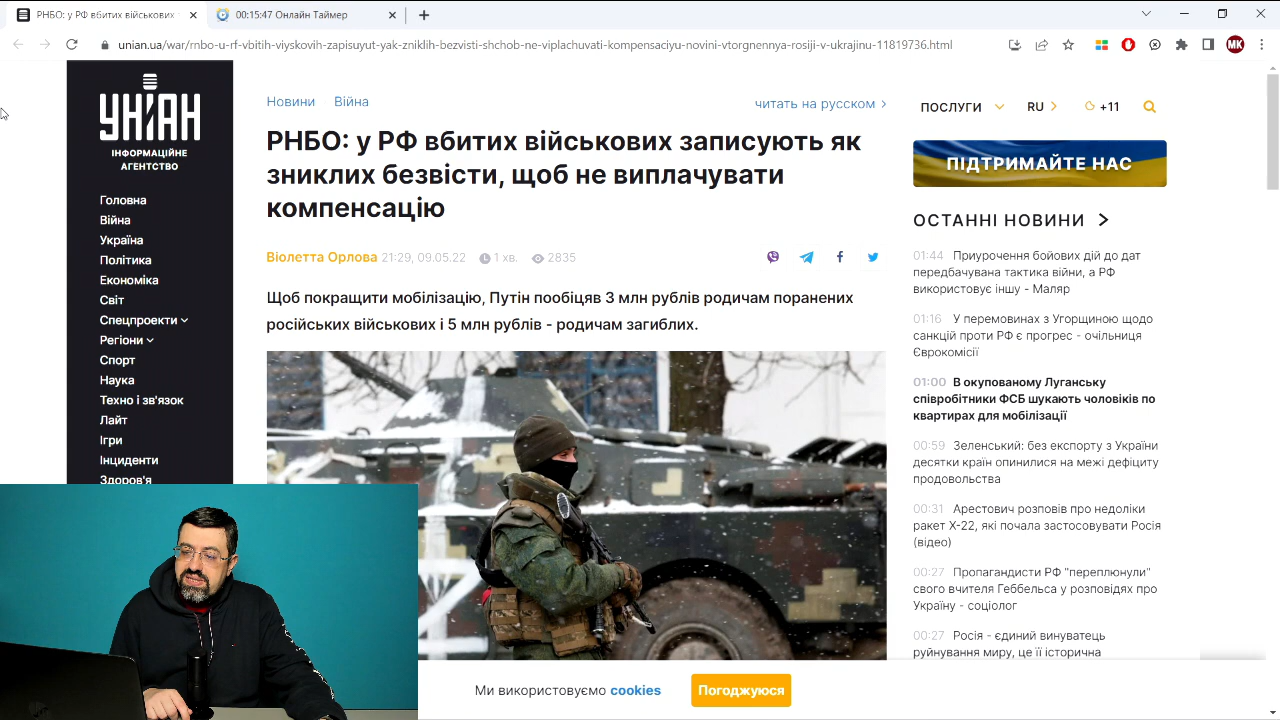 РНБО: у РФ вбитих військових
00:15:47 Онлайн Таймер
unian.ua/war/rnbo-u-rf-vbitih-viyskovih-zapisuyut-yak-zniklih-bezvisti-shchob-ne-viplachuvati-kompensaciyu-novini-vtorgnennya-rosiji-v-ukrajinu-11819736.html
MK
УНІАН
ІНФОРМАЦІЙНЕ
АГЕНТСТВО
Головна
Війна
Україна
Політика
Економіка
Світ
Спецпроекти
Регіони
Спорт
Наука
Техно і зв'язок
Лайт
Ігри
Інциденти
Здоров'я
Новини Війна
читать на русском
РНБО: у РФ вбитих військових записують як
зниклих безвісти, щоб не виплачувати
компенсацію
Віолетта Орлова 21:29, 09.05.22 1 хв. 2835
Щоб покращити мобілізацію, Путін пообіцяв 3 млн рублів родичам поранених
російських військових і 5 млн рублів - родичам загиблих.
ПОСЛУГИ RU +11
ПІДТРИМАЙТЕ НАС
ОСТАННІ НОВИНИ
01:44 Приурочення бойових дій до дат
передбачувана тактика війни, а РФ
використовує іншу - Маляр
01:16 У перемовинах з Угорщиною щодо
санкцій проти РФ є прогрес - очільниця
Єврокомісії
01:00 В окупованому Луганську
співробітники ФСБ шукають чоловіків по
квартирах для мобілізації
00:59 Зеленський: без експорту з України
десятки країн опинилися на межі дефіциту
продовольства
00:31 Арестович розповів про недоліки
ракет Х-22, які почала застосовувати Росія
(відео)
00:27 Пропагандисти РФ "переплюнули"
свого вчителя Геббельса у розповідях про
Україну - соціолог
00:27 Росія - єдиний винуватець
руйнування миру, це її історична
Ми використовуємо cookies
Погоджуюся